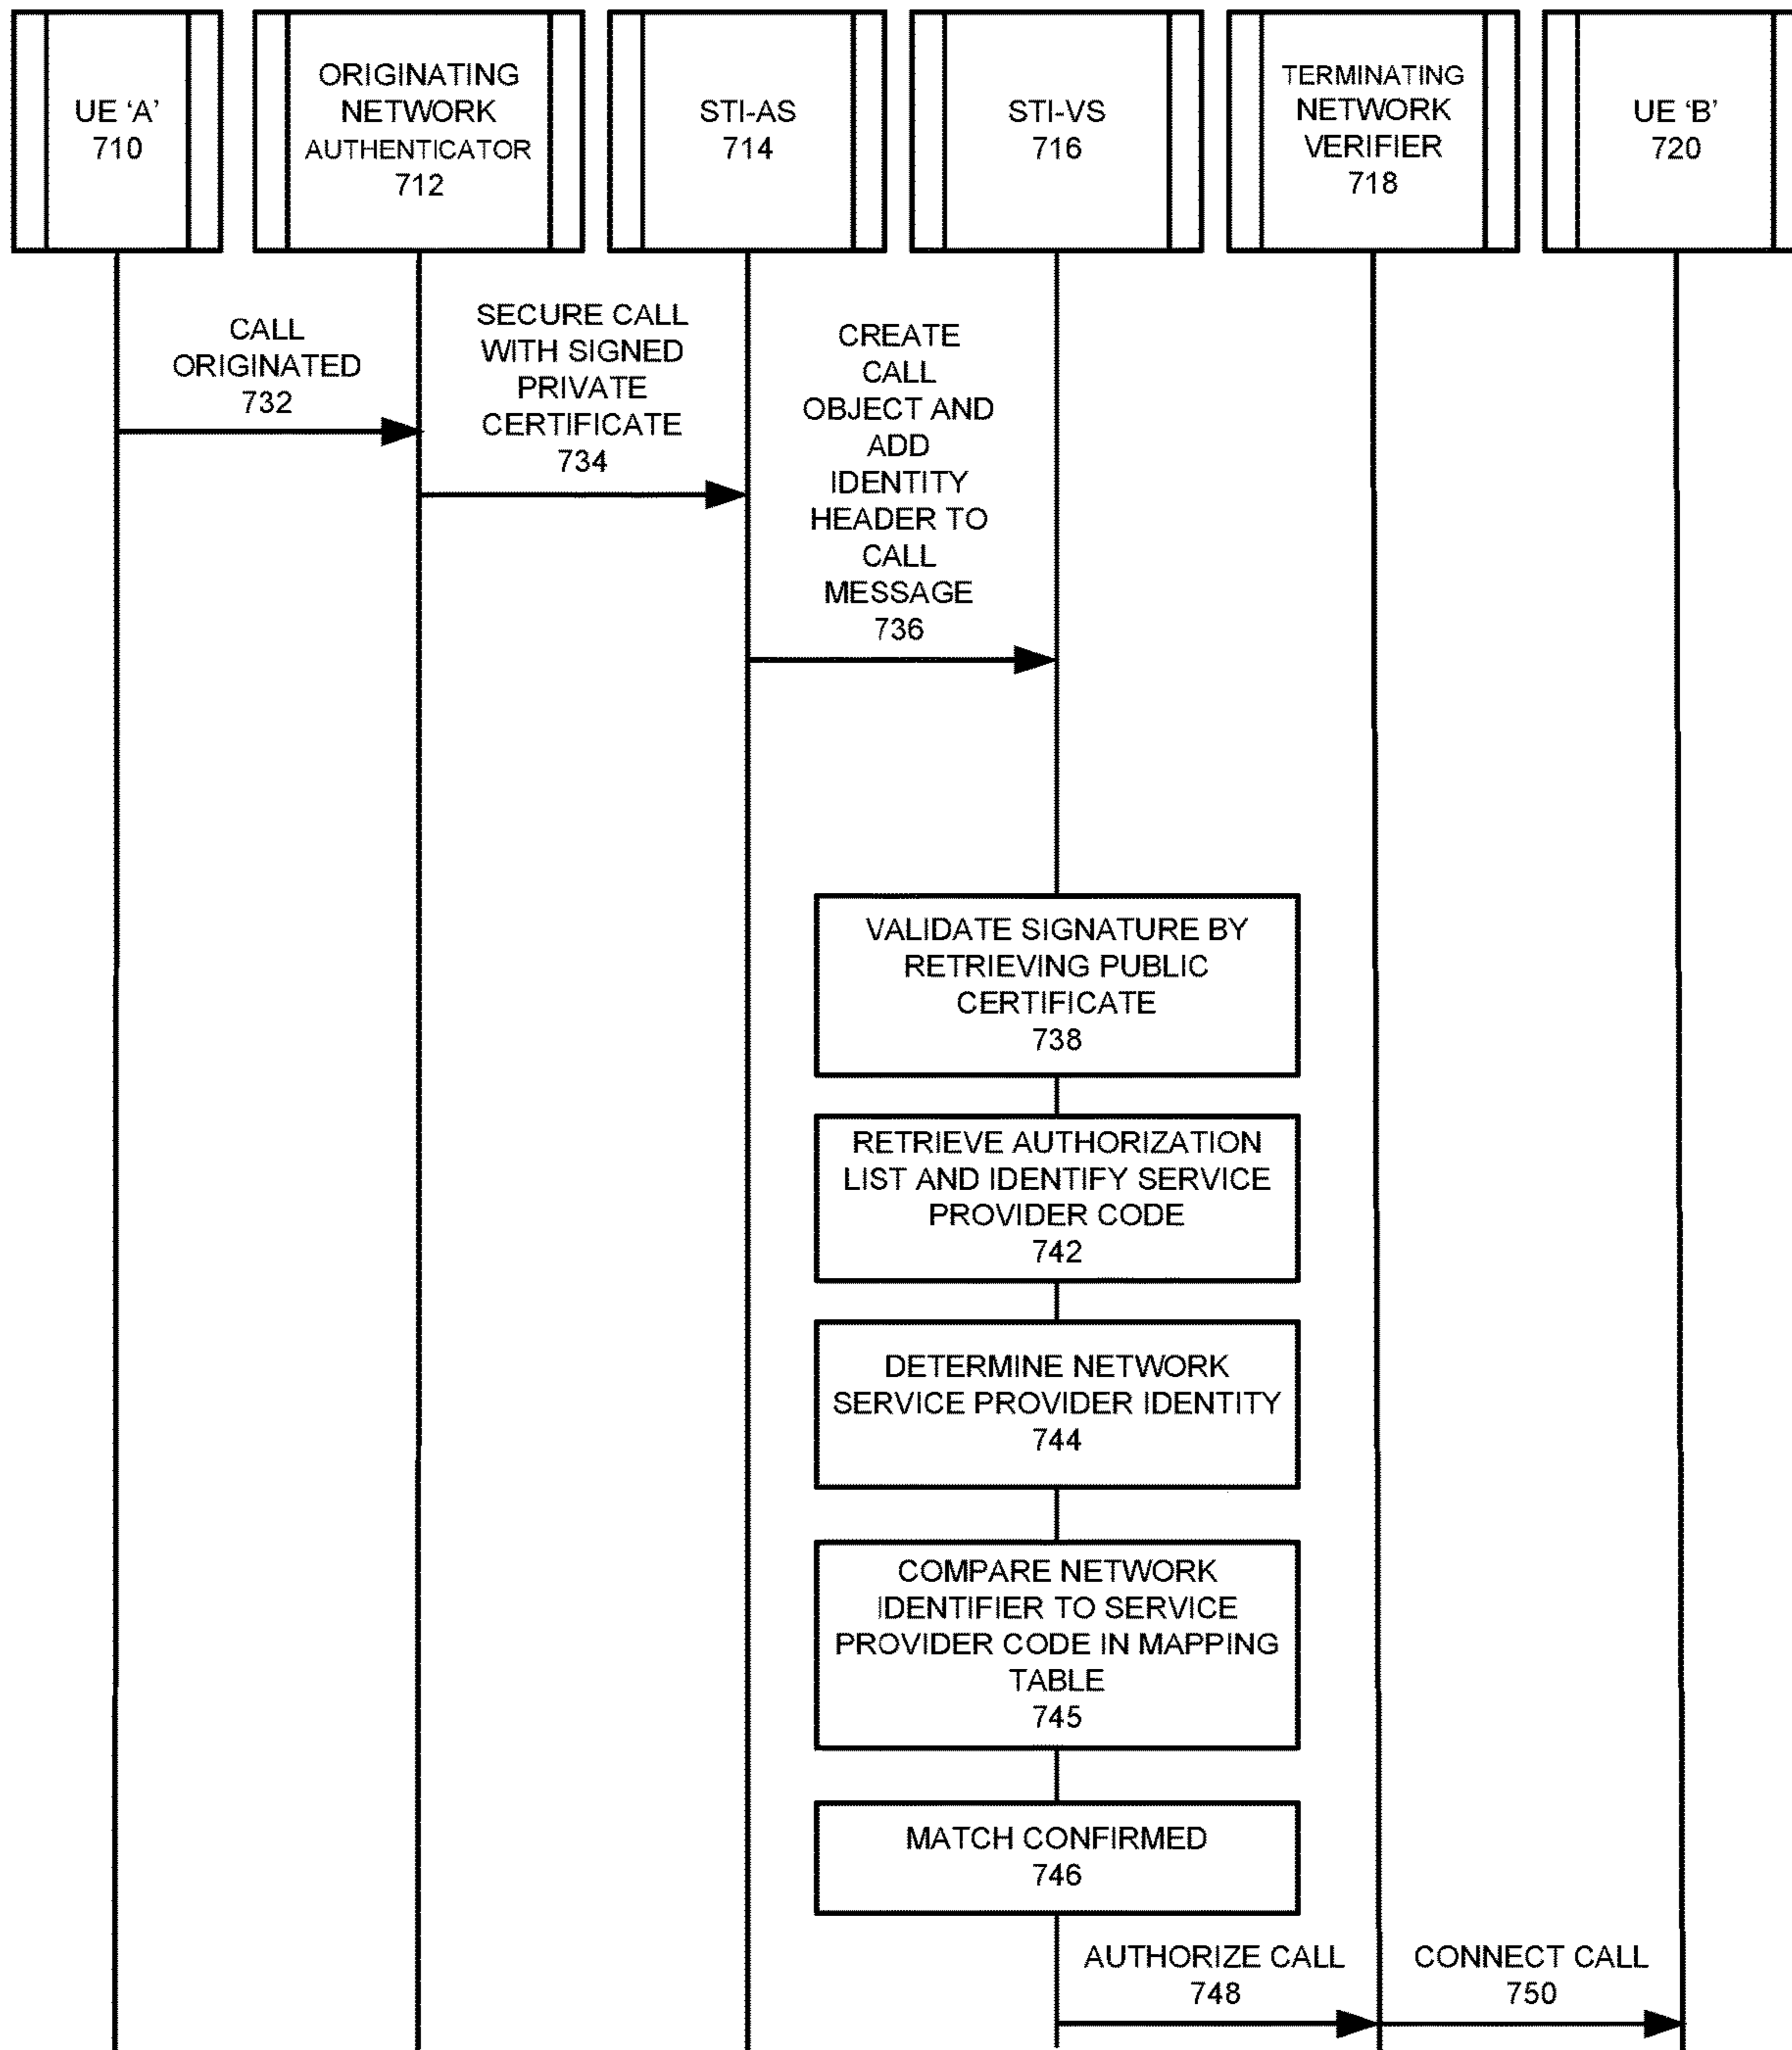 UE ‘A’
710
ORIGINATING
NETWORK
AUTHENTICATOR
712
STI-AS
714
STI-VS
716
TERMINATING
NETWORK
VERIFIER
718
UE ‘B’
720
CALL
ORIGINATED
732
SECURE CALL
WITH SIGNED
PRIVATE
CERTIFICATE
734
CREATE
CALL
OBJECT AND
ADD
IDENTITY
HEADER TO
CALL
MESSAGE
736
VALIDATE SIGNATURE BY
RETRIEVING PUBLIC
CERTIFICATE
738
RETRIEVE AUTHORIZATION
LIST AND IDENTIFY SERVICE
PROVIDER CODE
742
DETERMINE NETWORK
SERVICE PROVIDER IDENTITY
744
COMPARE NETWORK
IDENTIFIER TO SERVICE
PROVIDER CODE IN MAPPING
TABLE
745
MATCH CONFIRMED
746
AUTHORIZE CALL
748
CONNECT CALL
750